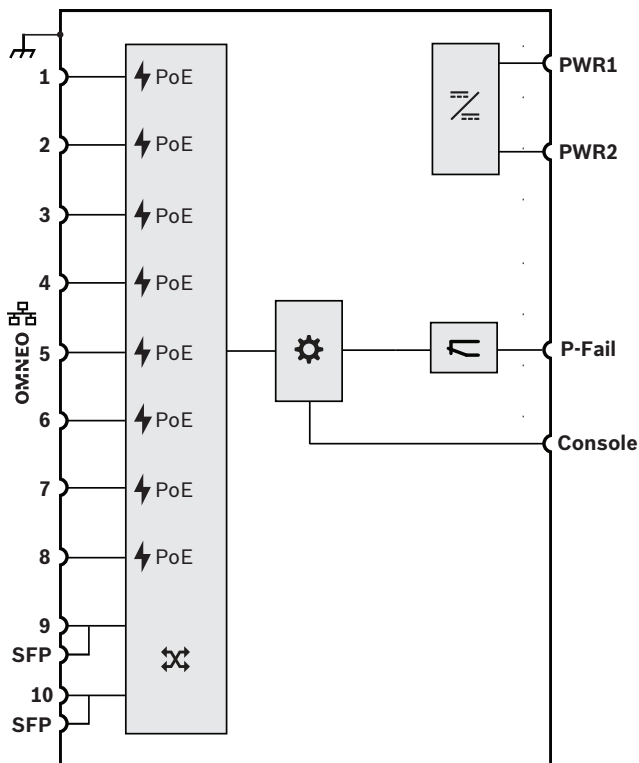 1
PoE
PWR1
2
PoE
PWR2
3
PoE
4
PoE
OMNEO
5
PoE
P-Fail
6
PoE
Console
7
PoE
8
PoE
9
SFP
10
SFP